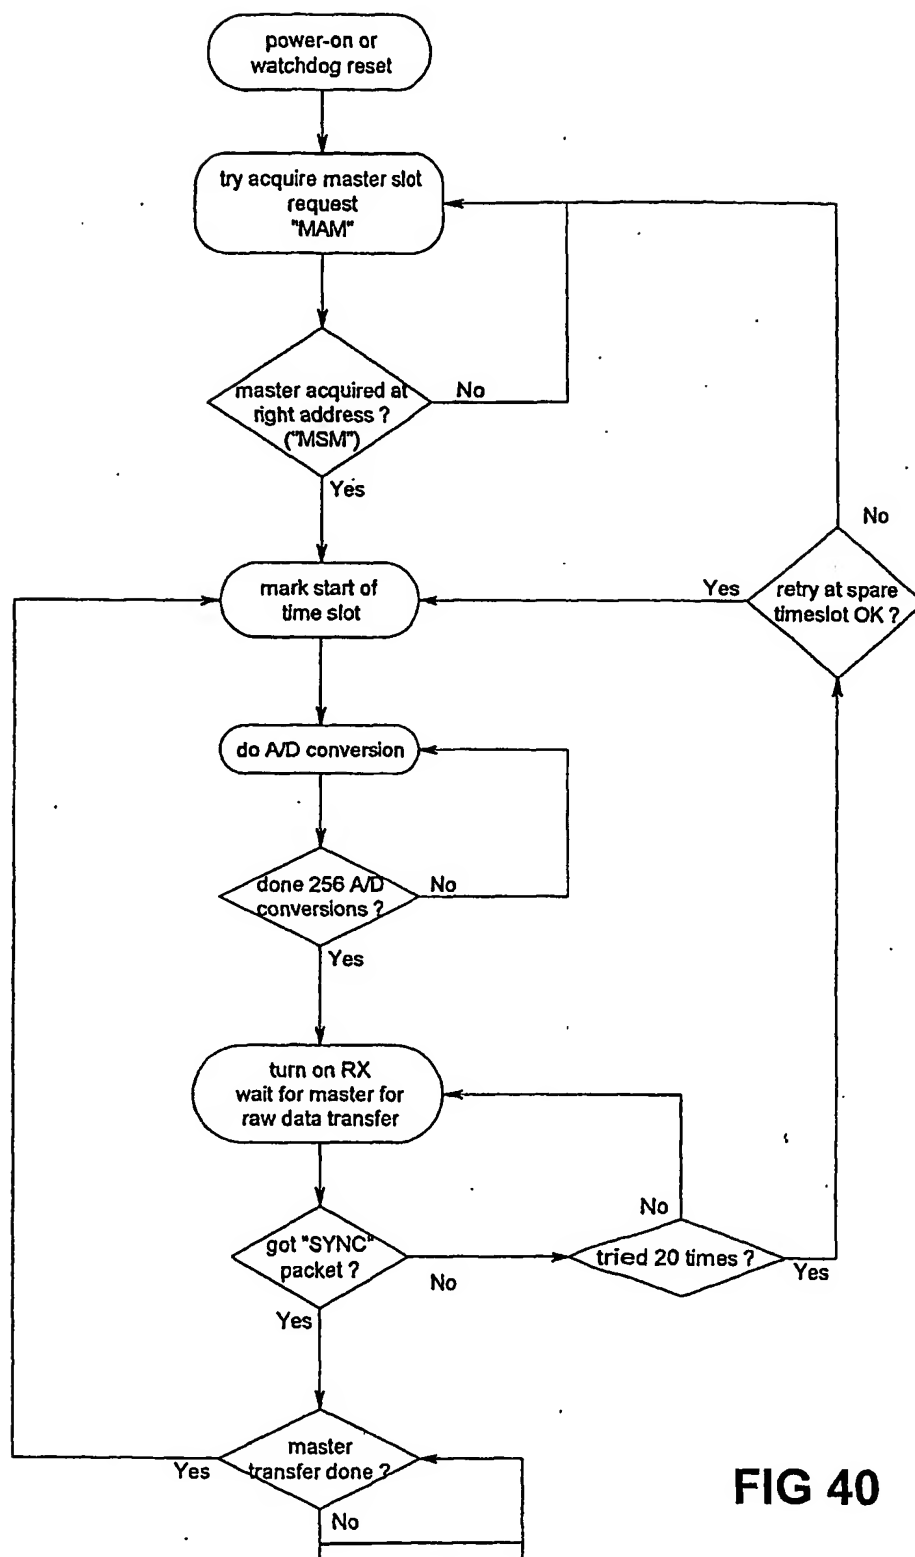 power-on or
watchdog reset
try acquire master slot
request
"MAM"
master acquired at
right address ?
("MSM")
No
Yes
mark start of
time slot
Yes
retry at spare
timeslot OK ?
No
do A/D conversion
done 256 A/D
conversions ?
No
Yes
turn on RX
wait for master for
raw data transfer
got "SYNC"
packet ?
No
Yes
tried 20 times ?
No
Yes
master
transfer done ?
Yes
No
FIG 40